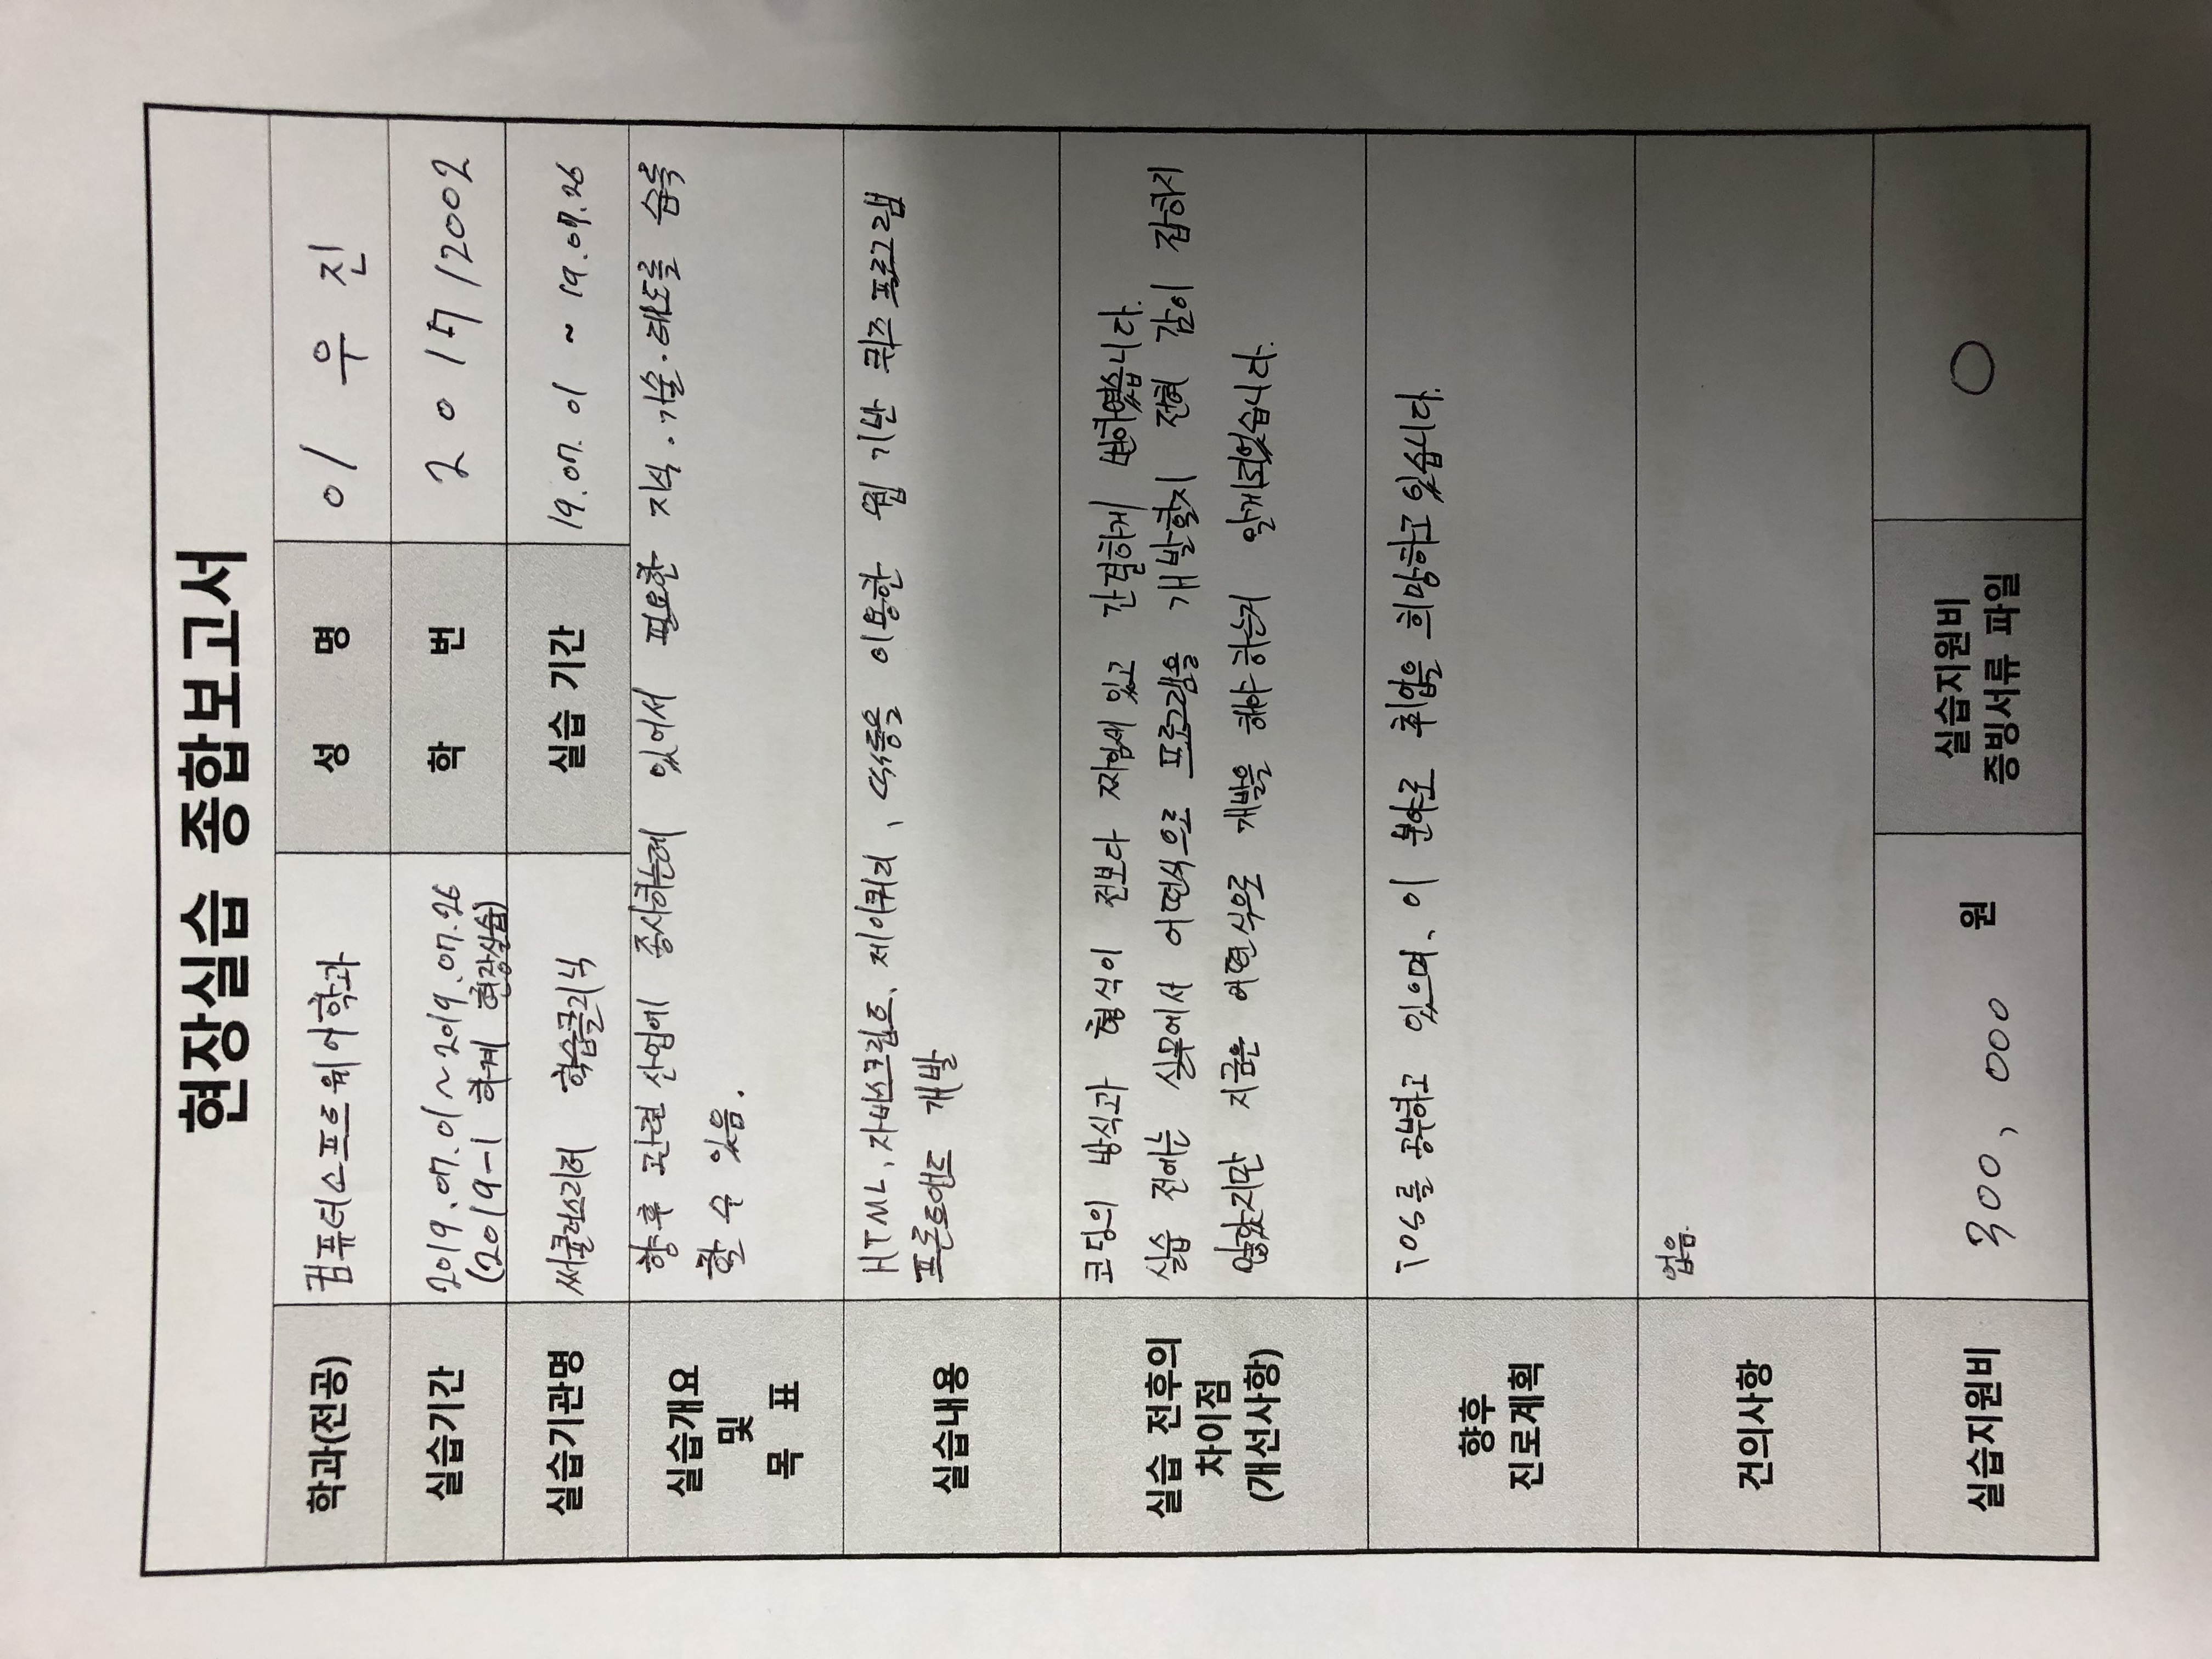 현장실습 종합보고서
학과(전공) 컴퓨터소프트웨어학과 성 명 이 우 진
실습기간 2019.07.01 ~ 2019.07.26
(2019-1 하계 현장실습)
학 번 2017/2002
실습기관명 써큘러스리더 학습클리닉 실습 기간 19.07.01 ~ 19.07.26
실습개요
및
목 표
향후 관련 산업에 종사하는데 있어서 필요한 지식·기술·태도를 습득
할 수 있음.
실습내용
HTML, 자바스크립트, 제이쿼리, CSS등을 이용한 웹 기반 퀴즈 프로그램
프론트앤드 개발
실습 전후의
차이점
(개선사항)
코딩의 방식과 형식이 전보다 짜임새 있고 간결하게 변하였습니다.
실습 전에는 실무에서 어떤식으로 프로그램을 개발할지 전혀 감이 잡히지
않았지만 지금은 어떤식으로 개발을 해야 하는지 알게되었습니다.
향후
진로계획
iOS를 공부하고 있으며, 이 분야로 취업을 희망하고 있습니다.
건의사항
없음.
실습지원비 300,000 원
실습지원비
증빙서류 파일
○